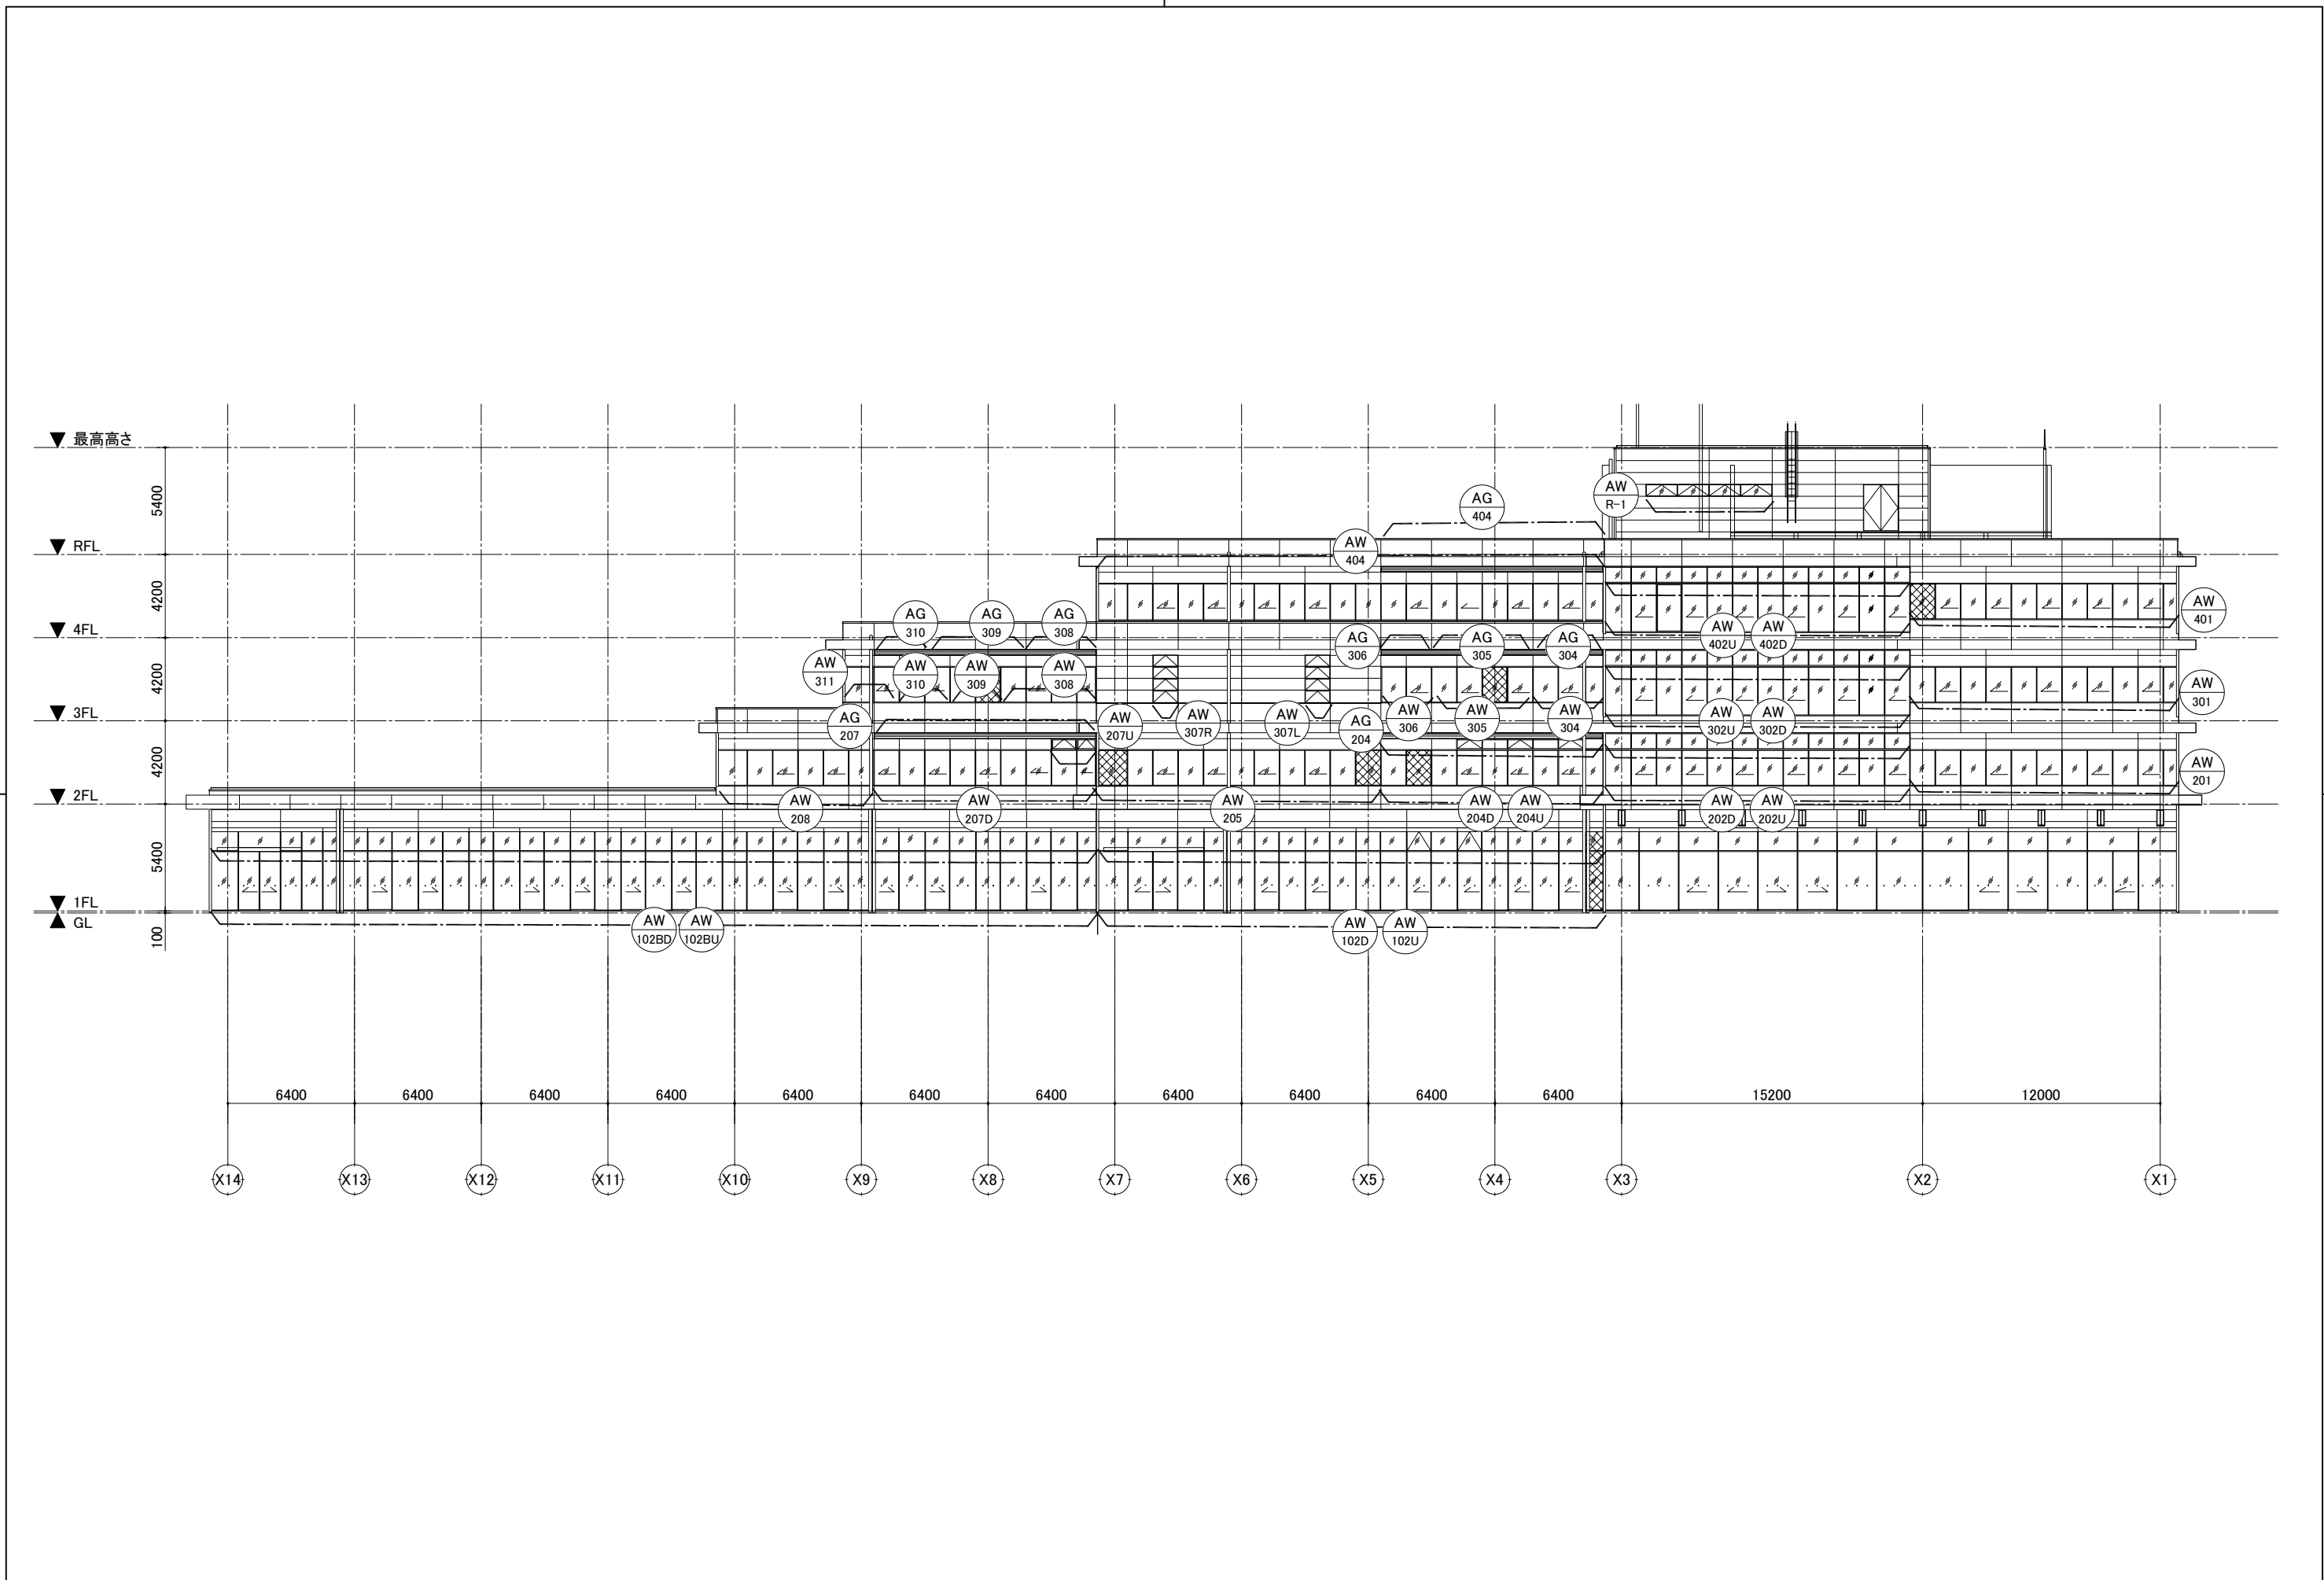 最高高さ
5400
AG
404
AW
R-1
RFL
AW
404
4200
AW
401
4FL
AG
310
AG
309
AG
308
AG
306
AG
305
AG
304
AW
402U
AW
402D
4200
AW
311
AW
310
AW
309
AW
308
AW
301
3FL
AG
207
AW
207U
AW
307R
AW
307L
AG
204
AW
306
AW
305
AW
304
AW
302U
AW
302D
4200
AW
201
2FL
AW
208
AW
207D
AW
205
AW
204D
AW
204U
AW
202D
AW
202U
5400
1FL
GL
100
AW
102BD
AW
102BU
AW
102D
AW
102U
6400 6400 6400 6400 6400 6400 6400 6400 6400 6400 6400 15200 12000
X14 X13 X12 X11 X10 X9 X8 X7 X6 X5 X4 X3 X2 X1